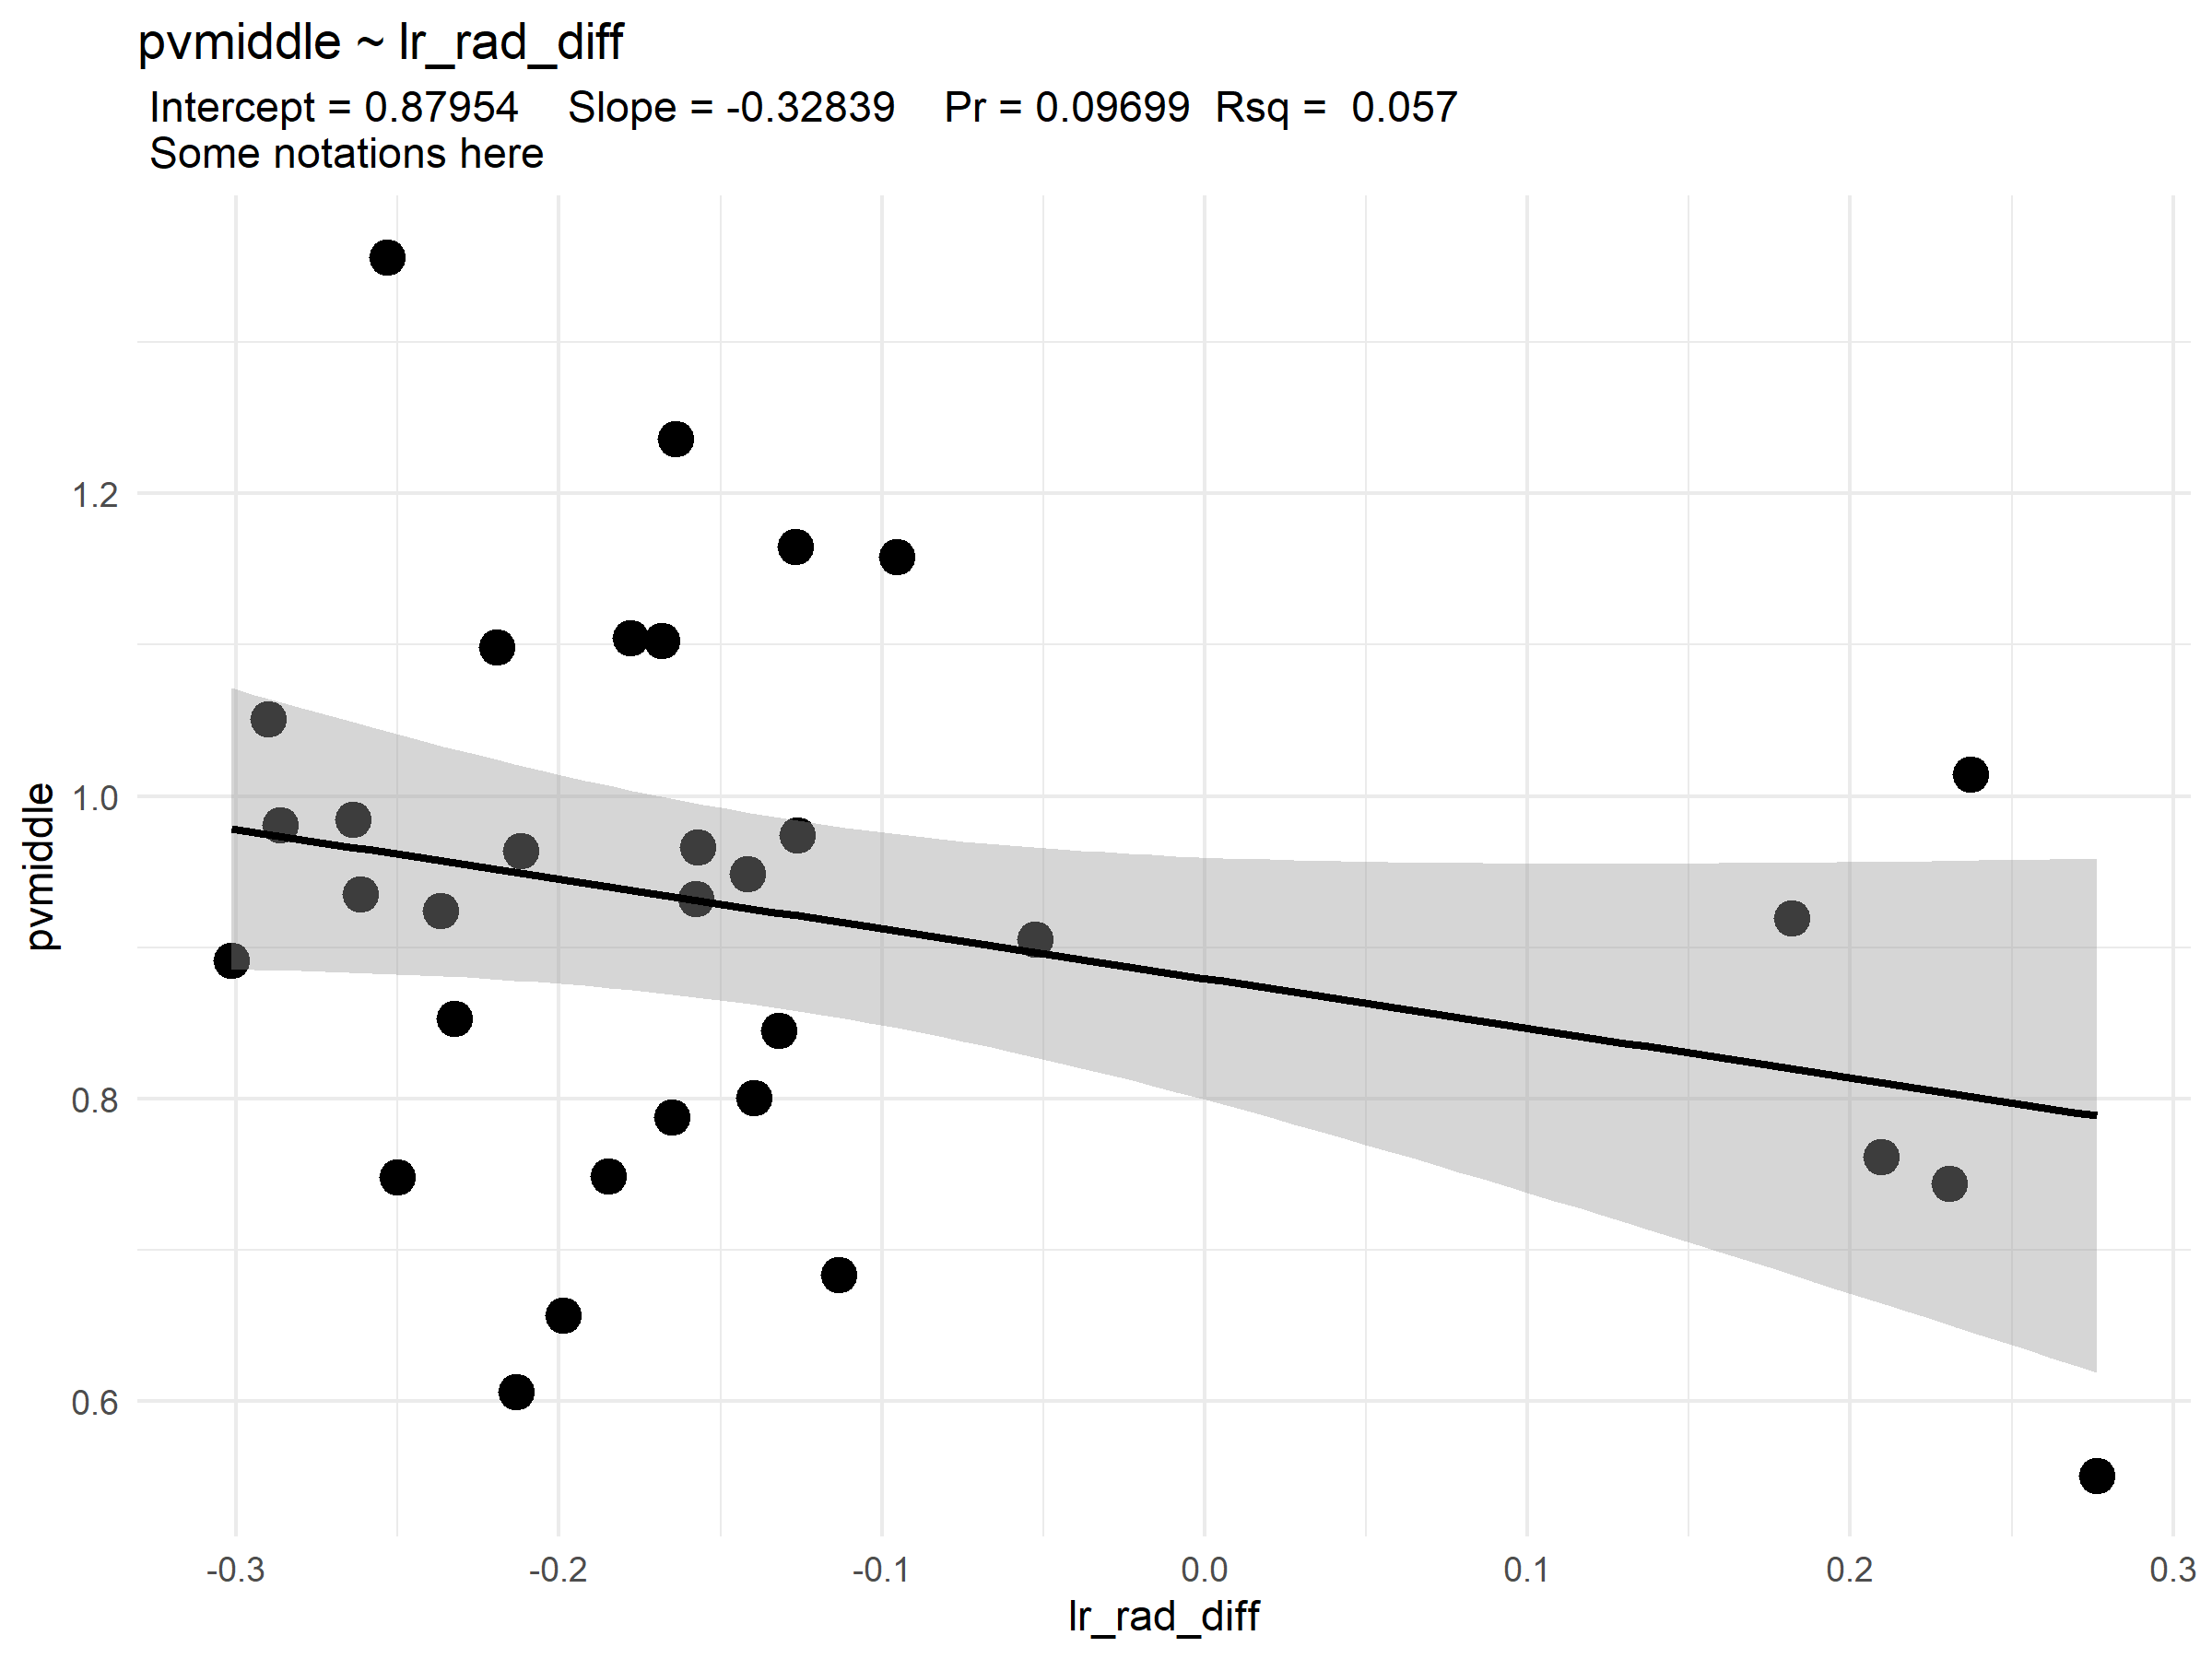 pvmiddle ~ lr_rad_diff
Intercept = 0.87954 Slope = -0.32839 Pr = 0.09699 Rsq = 0.057
Some notations here
pvmiddle
1.2
1.0
0.8
0.6
-0.3 -0.2 -0.1 0.0 0.1 0.2 0.3
lr_rad_diff